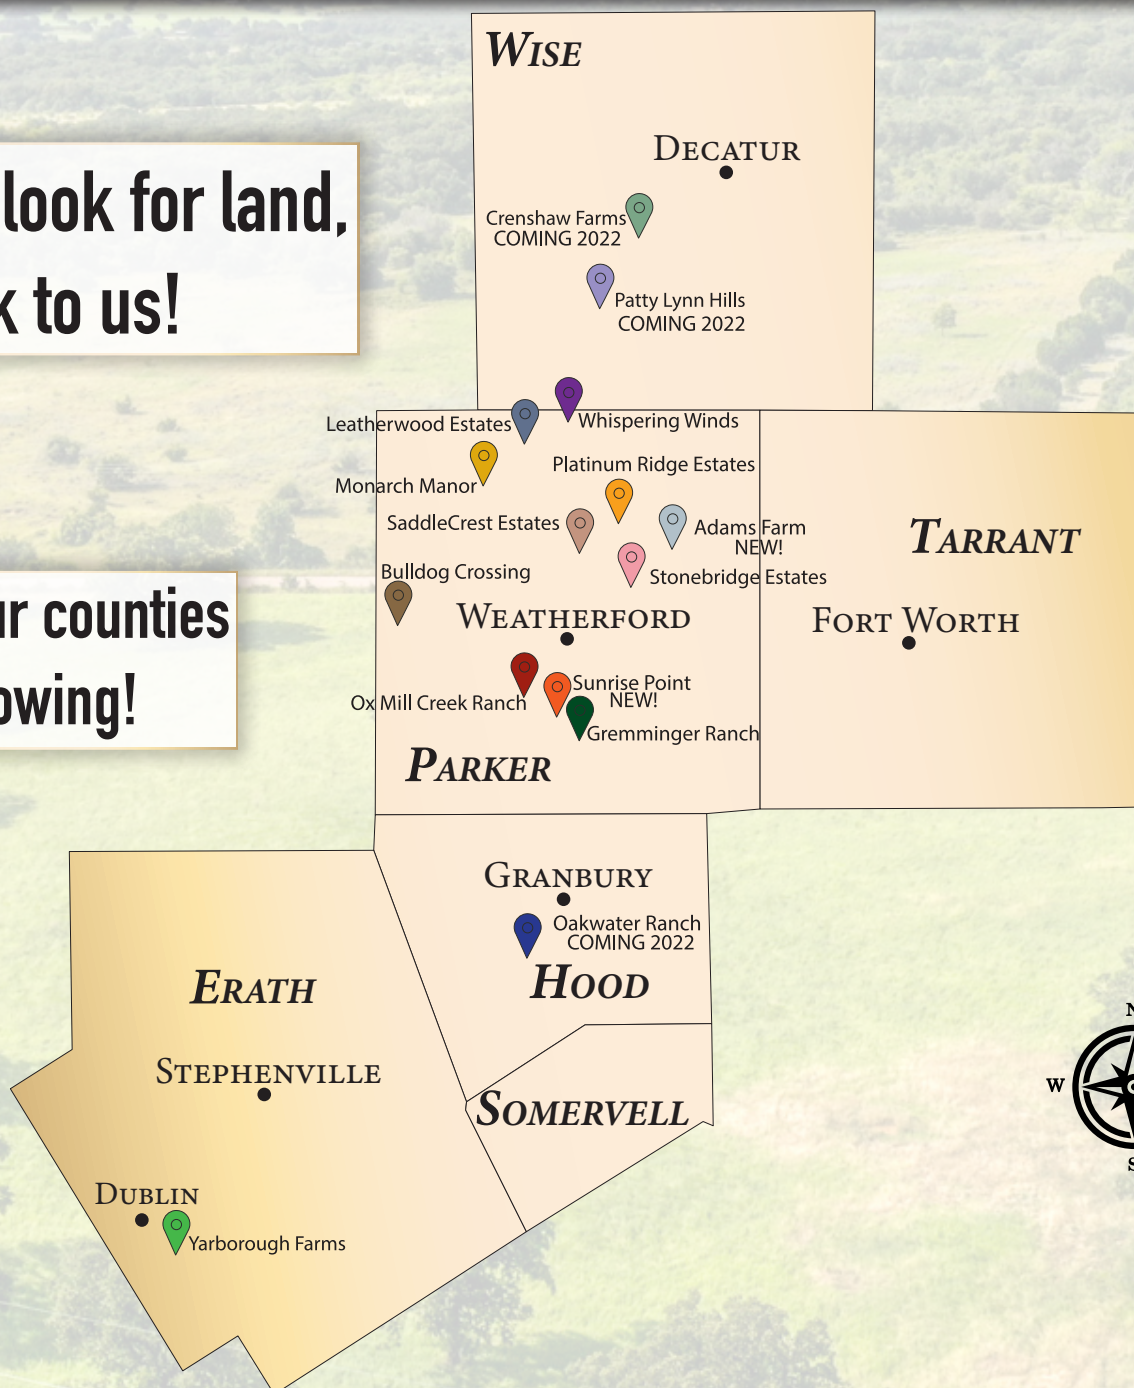 WISE
DECATUR
look for land,
Crenshaw Farms
COMING 2022
to us!
Patty Lynn Hills
COMING 2022
Leatherwood Estates
Whispering Winds
Monarch Manor
Platinum Ridge Estates
SaddleCrest Estates
Adams Farm
NEW!
TARRANT
Bulldog Crossing
Stonebridge Estates
counties
WEATHERFORD
FORT WORTH
Ox Mill Creek Ranch
Sunrise Point
NEW!
Gremminger Ranch
PARKER
GRANBURY
Oakwater Ranch
COMING 2022
HOOD
ERATH
STEPHENVILLE
SOMERVELL
W
DUBLIN
Yarborough Farms